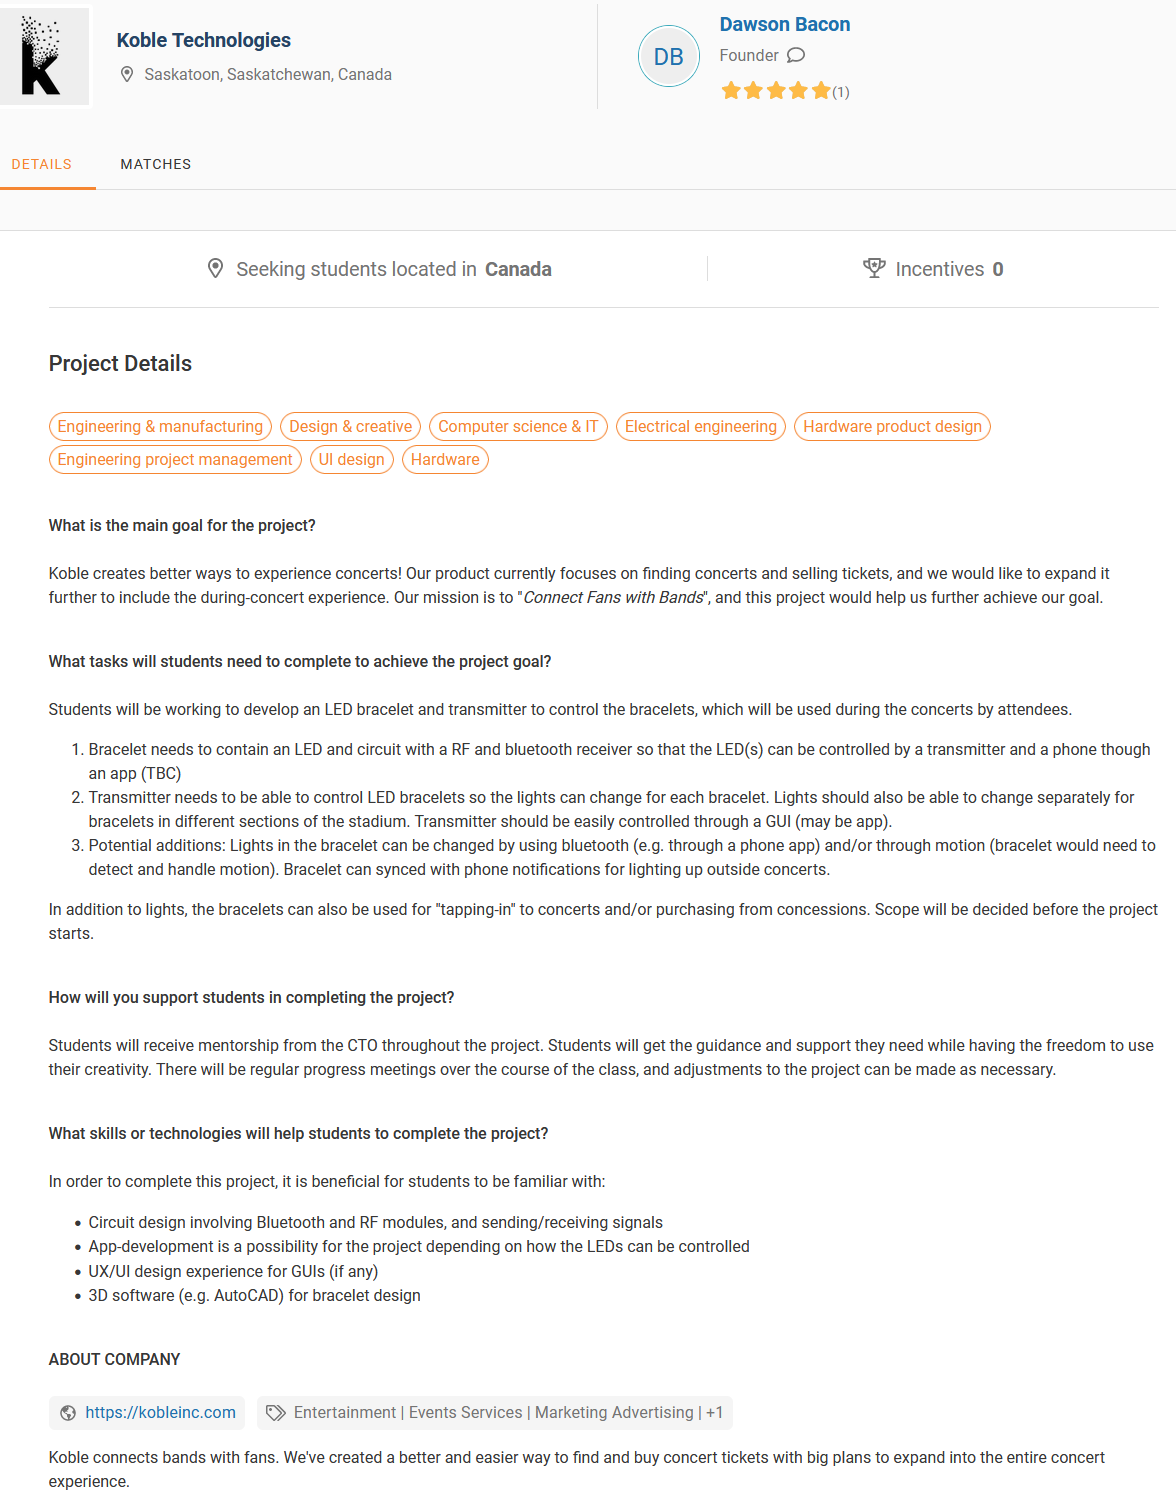 k
Koble Technologies
Saskatoon, Saskatchewan, Canada
DB
Dawson Bacon
Founder
(1)
DETAILS
MATCHES
Seeking students located in Canada
Incentives 0
Project Details
Engineering & manufacturing
Design & creative
Computer science & IT
Electrical engineering
Hardware product design
Engineering project management
UI design
Hardware
What is the main goal for the project?
Koble creates better ways to experience concerts! Our product currently focuses on finding concerts and selling tickets, and we would like to expand it
further to include the during-concert experience. Our mission is to "Connect Fans with Bands", and this project would help us further achieve our goal.
What tasks will students need to complete to achieve the project goal?
Students will be working to develop an LED bracelet and transmitter to control the bracelets, which will be used during the concerts by attendees.
1. Bracelet needs to contain an LED and circuit with a RF and bluetooth receiver so that the LED(s) can be controlled by a transmitter and a phone though
an app (TBC)
2. Transmitter needs to be able to control LED bracelets so the lights can change for each bracelet. Lights should also be able to change separately for
bracelets in different sections of the stadium. Transmitter should be easily controlled through a GUI (may be app).
3. Potential additions: Lights in the bracelet can be changed by using bluetooth (e.g. through a phone app) and/or through motion (bracelet would need to
detect and handle motion). Bracelet can synced with phone notifications for lighting up outside concerts.
In addition to lights, the bracelets can also be used for "tapping-in" to concerts and/or purchasing from concessions. Scope will be decided before the project
starts.
How will you support students in completing the project?
Students will receive mentorship from the CTO throughout the project. Students will get the guidance and support they need while having the freedom to use
their creativity. There will be regular progress meetings over the course of the class, and adjustments to the project can be made as necessary.
What skills or technologies will help students to complete the project?
In order to complete this project, it is beneficial for students to be familiar with:
• Circuit design involving Bluetooth and RF modules, and sending/receiving signals
• App-development is a possibility for the project depending on how the LEDs can be controlled
• UX/UI design experience for GUIs (if any)
• 3D software (e.g. AutoCAD) for bracelet design
ABOUT COMPANY
https://kobleinc.com
Entertainment | Events Services | Marketing Advertising | +1
Koble connects bands with fans. We've created a better and easier way to find and buy concert tickets with big plans to expand into the entire concert
experience.